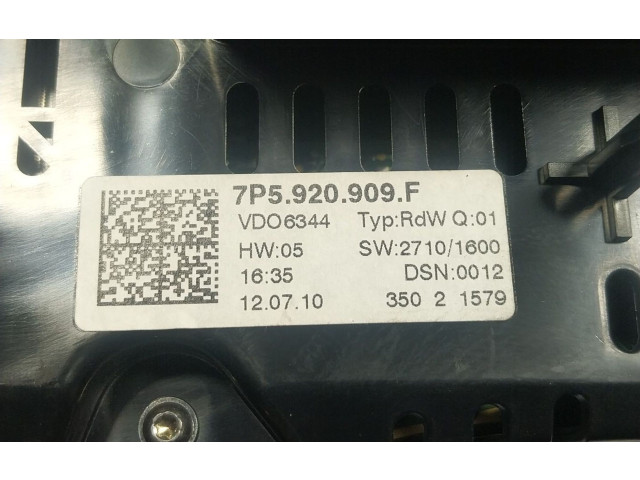 7P5.920.909.F
VDO6344 Typ:RdW Q:01
HW:05 SW:2710/1600
16:35 DSN:0012
12.07.10 350 2 1579